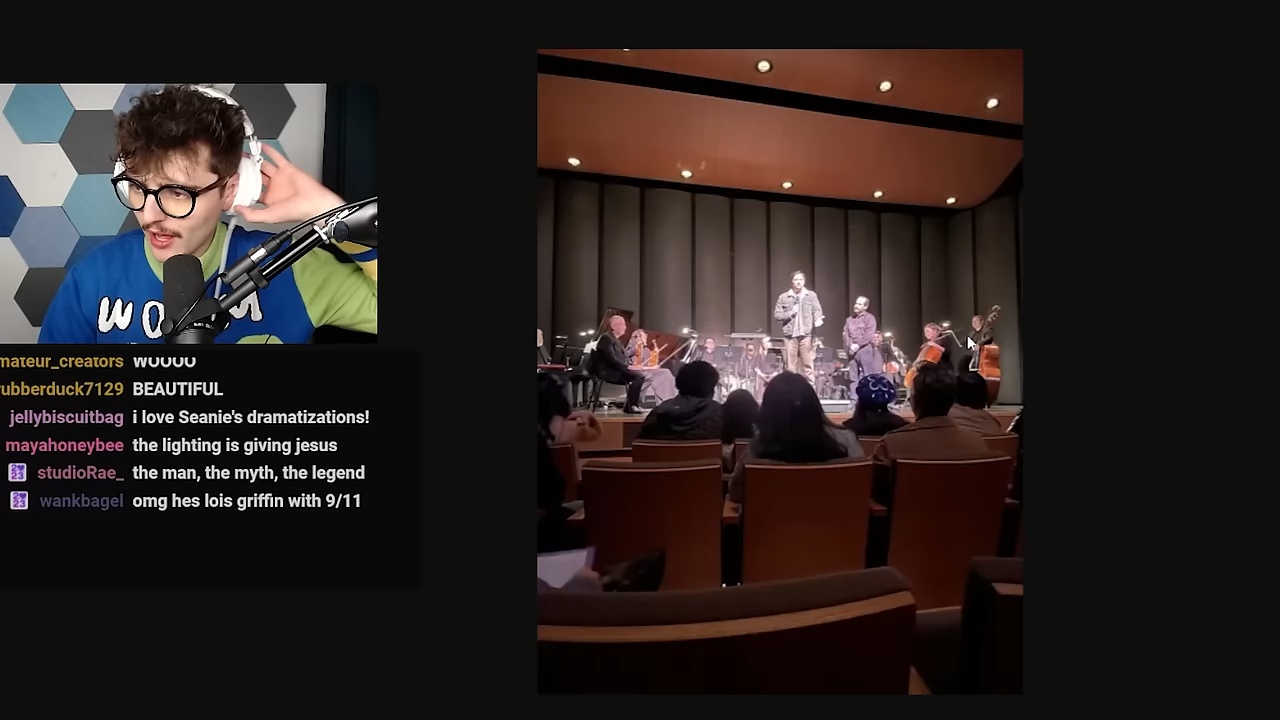 mateur_creators WOOOO
ubberduck7129 BEAUTIFUL
jellybiscuitbag i love Seanie's dramatizations!
mayahoneybee the lighting is giving jesus
studioRae_ the man, the myth, the legend
wankbagel omg hes lois griffin with 9/11